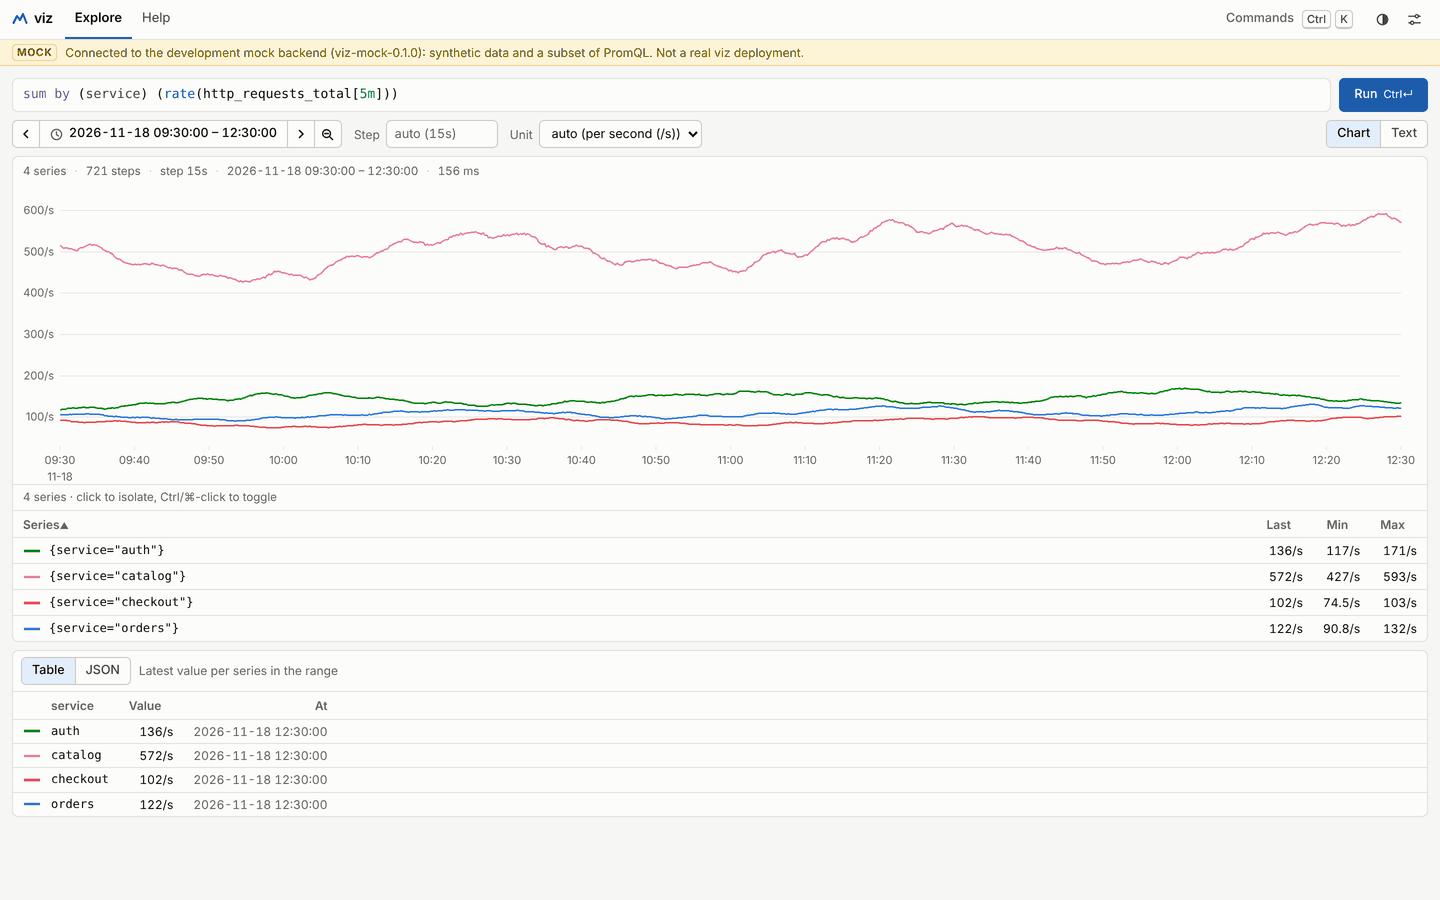 viz Explore Help Commands Ctrl K
MOCK Connected to the development mock backend (viz-mock-0.1.0): synthetic data and a subset of PromQL. Not a real viz deployment.
sum by (service) (rate(http_requests_total[5m])) Run Ctrl↵
2026-11-18 09:30:00 – 12:30:00 Step auto (15s) Unit auto (per second (/s)) Chart Text
4 series · 721 steps · step 15s · 2026-11-18 09:30:00 – 12:30:00 · 156 ms
600/s
500/s
400/s
300/s
200/s
100/s
09:30 09:40 09:50 10:00 10:10 10:20 10:30 10:40 10:50 11:00 11:10 11:20 11:30 11:40 11:50 12:00 12:10 12:20 12:30
11-18
4 series · click to isolate, Ctrl/⌘-click to toggle
Series▲ Last Min Max
{service="auth"} 136/s 117/s 171/s
{service="catalog"} 572/s 427/s 593/s
{service="checkout"} 102/s 74.5/s 103/s
{service="orders"} 122/s 90.8/s 132/s
Table JSON Latest value per series in the range
service Value At
auth 136/s 2026-11-18 12:30:00
catalog 572/s 2026-11-18 12:30:00
checkout 102/s 2026-11-18 12:30:00
orders 122/s 2026-11-18 12:30:00